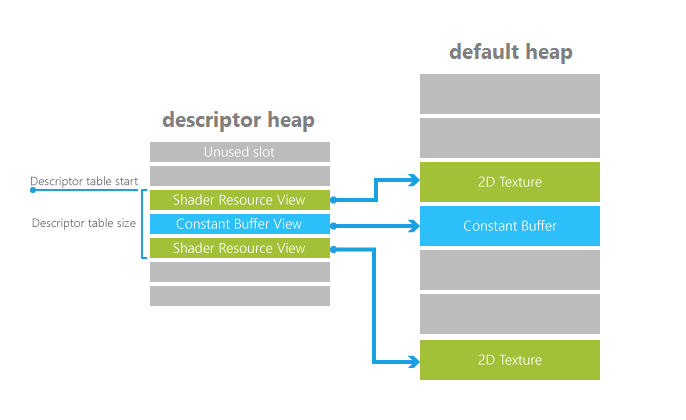 default heap
descriptor heap
Unused slot
Descriptor table start
Shader Resource View
2D Texture
Descriptor table size
Constant Buffer View
Constant Buffer
Shader Resource View
2D Texture